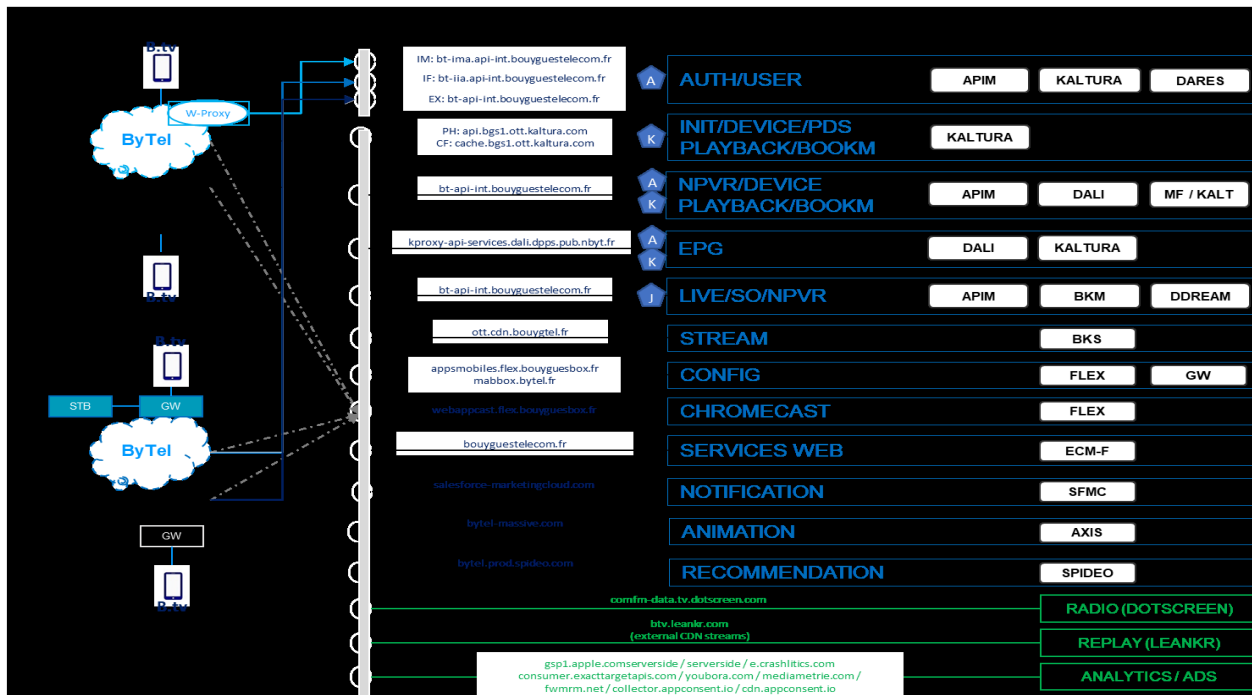 B.tv
W-Proxy
ByTel
B.tv
B.tv
STB
GW
ByTel
GW
B.tv
IM: bt-ima.api-int.bouyguestelecom.fr
IF: bt-iia.api-int.bouyguestelecom.fr
EX: bt-api-int.bouyguestelecom.fr
A
AUTH/USER
APIM
KALTURA
DARES
PH: api.bgs1.ott.kaltura.com
CF: cache.bgs1.ott.kaltura.com
K
INIT/DEVICE/PDS
PLAYBACK/BOOKM
KALTURA
bt-api-int.bouyguestelecom.fr
A
K
NPVR/DEVICE
PLAYBACK/BOOKM
APIM
DALI
MF / KALT
kproxy-api-services.dali.dpps.pub.nbyt.fr
A
K
EPG
DALI
KALTURA
bt-api-int.bouyguestelecom.fr
J
LIVE/SO/NPVR
APIM
BKM
DDREAM
ott.cdn.bouygtel.fr
STREAM
BKS
appsmobiles.flex.bouyguesbox.fr
mabbox.bytel.fr
CONFIG
FLEX
GW
webappcast.flex.bouyguesbox.fr
CHROMECAST
FLEX
bouyguestelecom.fr
SERVICES WEB
ECM-F
salesforce-marketingcloud.com
NOTIFICATION
SFMC
bytel-massive.com
ANIMATION
AXIS
bytel.prod.spideo.com
RECOMMENDATION
SPIDEO
comfm-data.tv.dotscreen.com
RADIO (DOTSCREEN)
btv.leankr.com
(external CDN streams)
REPLAY (LEANKR)
gsp1.apple.comserverside / serverside / e.crashlitics.com
consumer.exacttargetapis.com / youbora.com / mediametrie.com /
fwmrm.net / collector.appconsent.io / cdn.appconsent.io
ANALYTICS / ADS